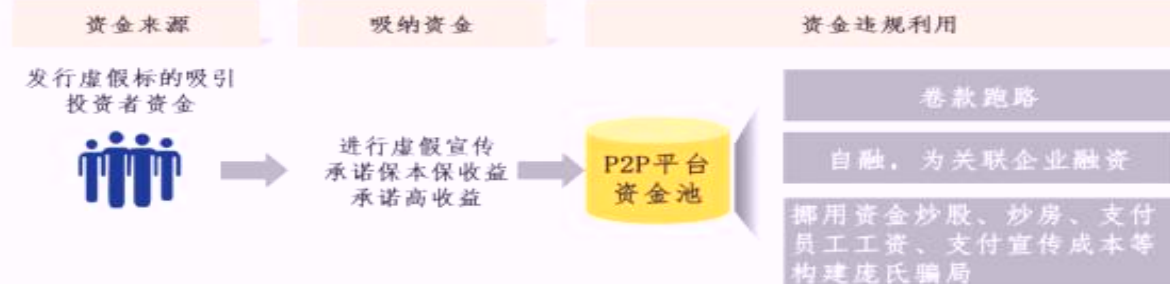 资金来源
吸纳资金
资金违规利用
发行虚假标的吸引
投资者资金
进行虚假宣传
承诺保本保收益
承诺高收益
P2P平台
资金池
卷款跑路
自融，为关联企业融资
挪用资金炒股、炒房、支付
员工工资、支付宣传成本等
构建庞氏骗局